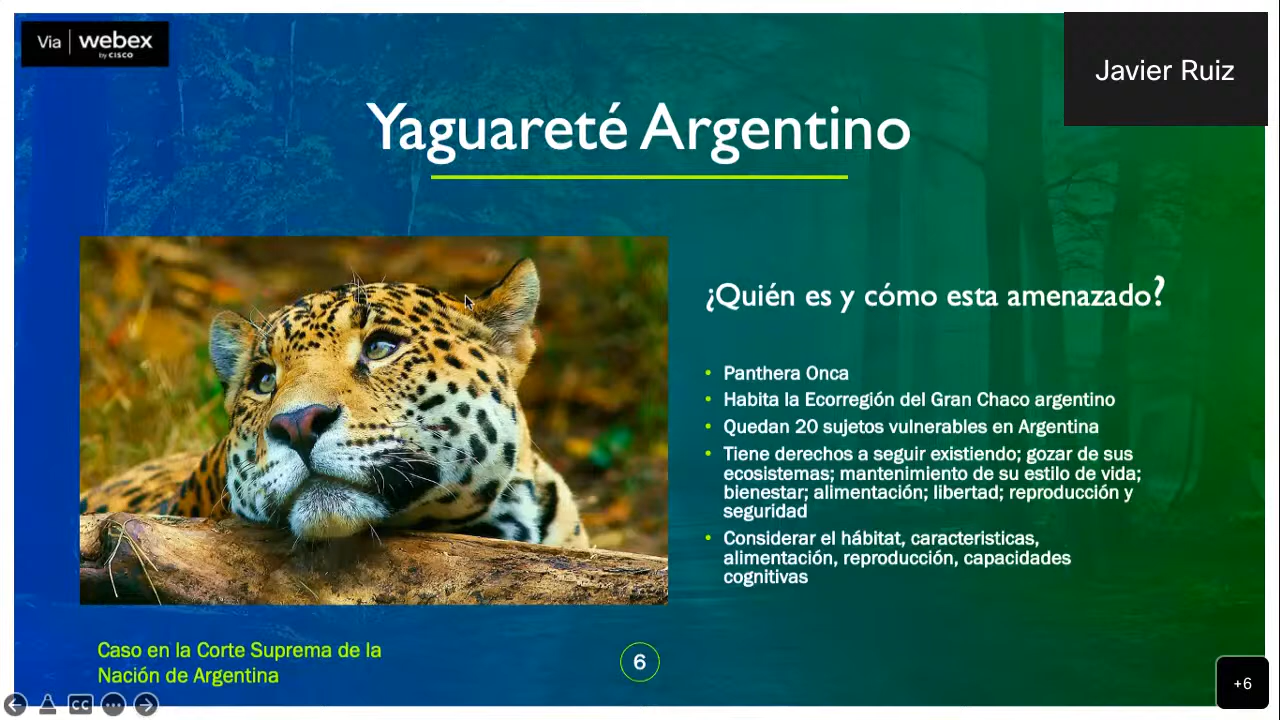 Via webex
by CISCO
Javier Ruiz
Yaguareté Argentino
¿Quién es y cómo esta amenazado?
• Panthera Onca
• Habita la Ecorregión del Gran Chaco argentino
• Quedan 20 sujetos vulnerables en Argentina
• Tiene derechos a seguir existiendo; gozar de sus
ecosistemas; mantenimiento de su estilo de vida;
bienestar; alimentación; libertad; reproducción y
seguridad
• Considerar el hábitat, caracteristicas,
alimentación, reproducción, capacidades
cognitivas
Caso en la Corte Suprema de la
Nación de Argentina
6
CC
+6